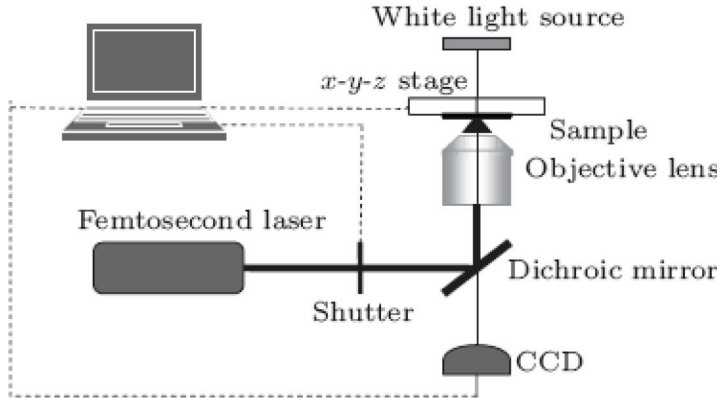 White light source
x-y-z stage
Sample
Objective lens
Femtosecond laser
Dichroic mirror
Shutter
CCD